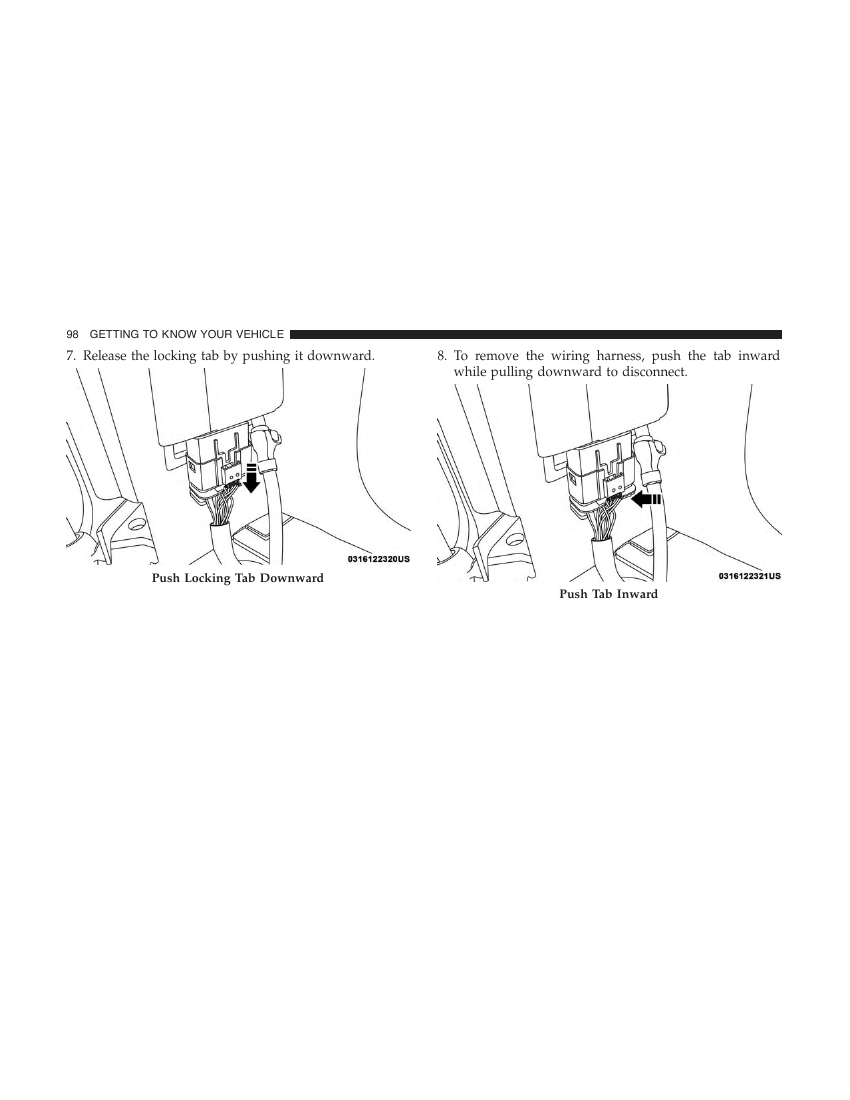 98 GETTING TO KNOW YOUR VEHICLE
7. Release the locking tab by pushing it downward.
0316122320US
Push Locking Tab Downward
8. To remove the wiring harness, push the tab inward
while pulling downward to disconnect.
0316122321US
Push Tab Inward